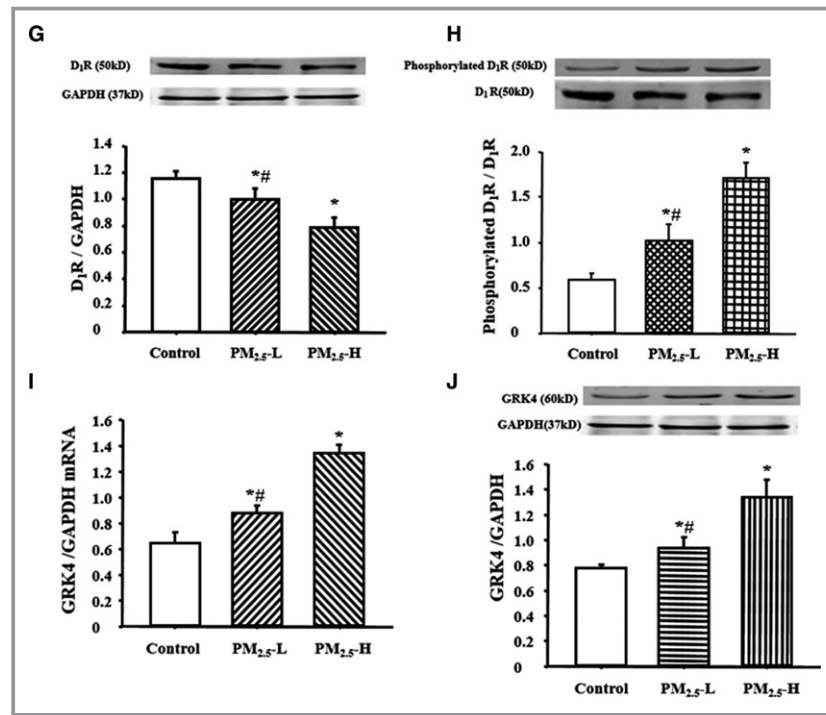 G
D₁R (50kD)
GAPDH (37kD)
1.4
1.2
1.0
0.8
0.6
0.4
0.2
0
D₁R / GAPDH
*#
*
Control PM₂.₅-L PM₂.₅-H
H
Phosphorylated D₁R (50kD)
D₁R(50kD)
2.0
1.5
1.0
0.5
0
Phosphorylated D₁R / D₁R
*#
*
Control PM₂.₅-L PM₂.₅-H
I
1.6
1.4
1.2
1.0
0.8
0.6
0.4
0.2
0
GRK4 /GAPDH mRNA
*#
*
Control PM₂.₅-L PM₂.₅-H
J
GRK4 (60kD)
GAPDH(37kD)
1.6
1.4
1.2
1.0
0.8
0.6
0.4
0.2
0
GRK4 /GAPDH
*#
*
Control PM₂.₅-L PM₂.₅-H